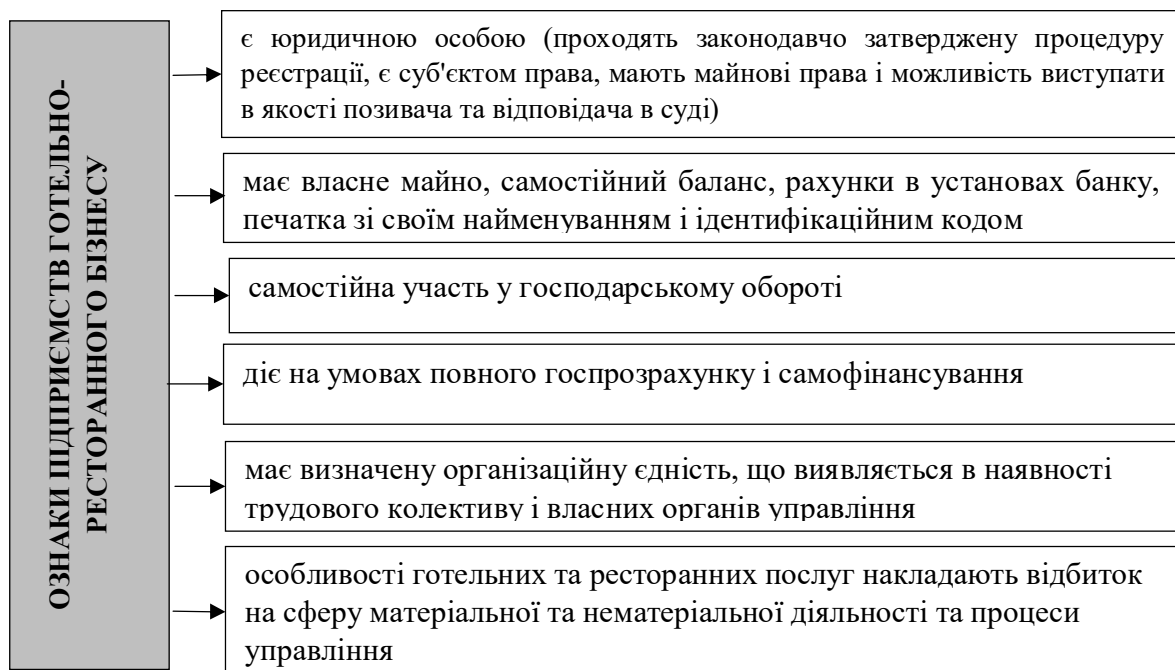 ОЗНАКИ ПІДПРИЄМСТВ ГОТЕЛЬНО-
РЕСТОРАННОГО БІЗНЕСУ
є юридичною особою (проходять законодавчо затверджену процедуру
реєстрації, є суб'єктом права, мають майнові права і можливість виступати
в якості позивача та відповідача в суді)
має власне майно, самостійний баланс, рахунки в установах банку,
печатка зі своїм найменуванням і ідентифікаційним кодом
самостійна участь у господарському обороті
діє на умовах повного госпрозрахунку і самофінансування
має визначену організаційну єдність, що виявляється в наявності
трудового колективу і власних органів управління
особливості готельних та ресторанних послуг накладають відбиток
на сферу матеріальної та нематеріальної діяльності та процеси
управління